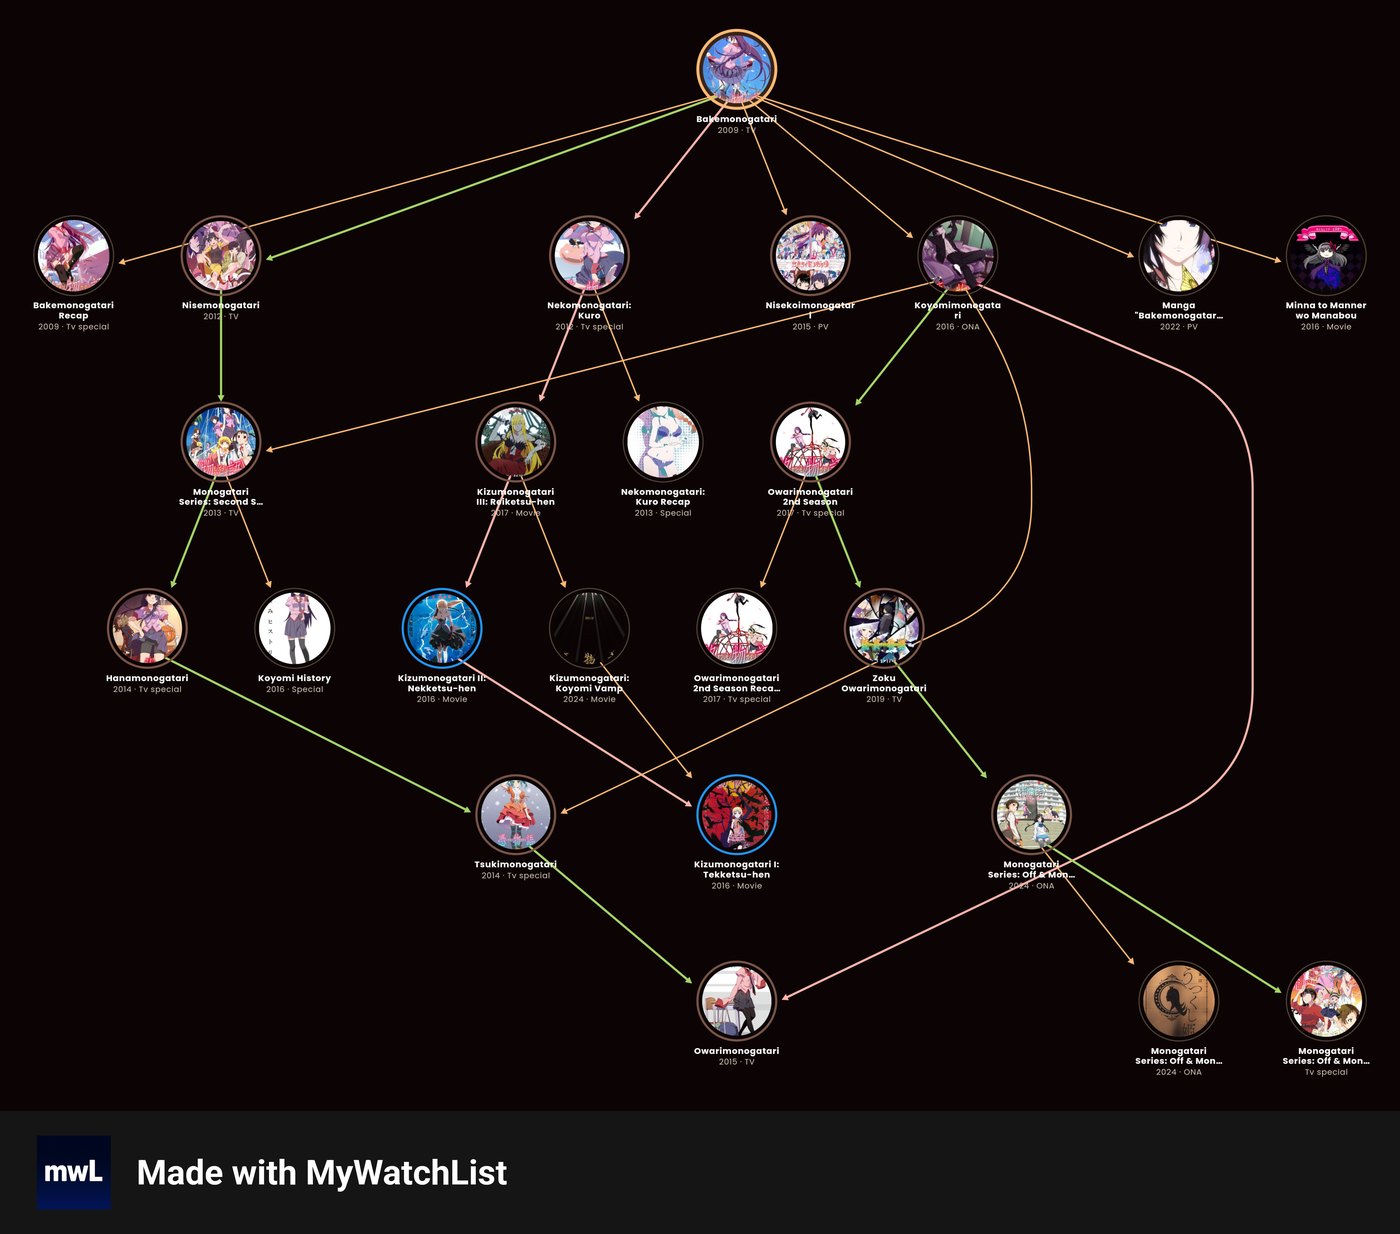 Bakemonogatari
2009 · TV
Bakemonogatari
Recap
2009 · Tv special
Nisemonogatari
2012 · TV
Nekomonogatari:
Kuro
2012 · Tv special
Nisekoimonogatar
i
2015 · PV
Koyomimonogata
ri
2016 · ONA
Manga
"Bakemonogatar...
2022 · PV
Minna to Manner
wo Manabou
2016 · Movie
Monogatari
Series: Second S...
2013 · TV
Kizumonogatari
III: Reiketsu-hen
2017 · Movie
Nekomonogatari:
Kuro Recap
2013 · Special
Owarimonogatari
2nd Season
2017 · Tv special
Hanamonogatari
2014 · Tv special
Koyomi History
2016 · Special
Kizumonogatari II:
Nekketsu-hen
2016 · Movie
Kizumonogatari:
Koyomi Vamp
2024 · Movie
Owarimonogatari
2nd Season Reca...
2017 · Tv special
Zoku
Owarimonogatari
2019 · TV
Tsukimonogatari
2014 · Tv special
Kizumonogatari I:
Tekketsu-hen
2016 · Movie
Monogatari
Series: Off & Mon...
2024 · ONA
Owarimonogatari
2015 · TV
Monogatari
Series: Off & Mon...
2024 · ONA
Monogatari
Series: Off & Mon...
Tv special
mwL
Made with MyWatchList